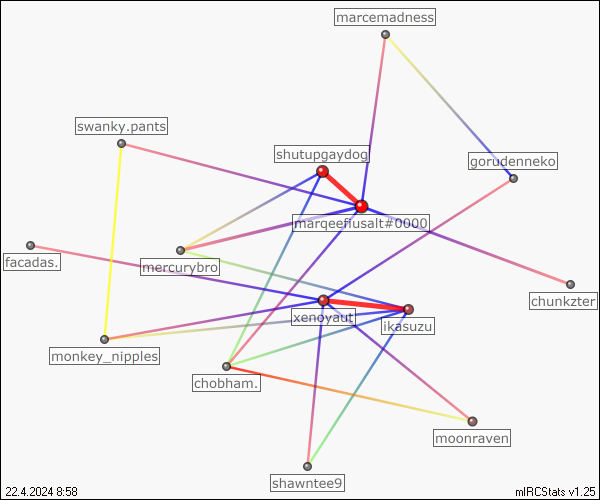 marcemadness
swanky.pants
shutupgaydog
gorudenneko
marqeefiusalt#0000
facadas.
mercurybro
chunkzter
xenoyaut
ikasuzu
monkey_nipples
chobham.
moonraven
shawntee9
22.4.2024 8:58
mIRCStats v1.25